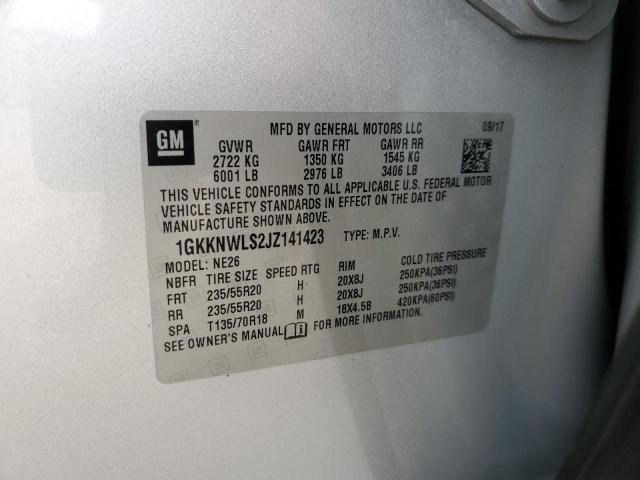 GM ® MFD BY GENERAL MOTORS LLC 09/17
GVWR GAWR FRT GAWR RR
2722 KG 1350 KG 1545 KG
6001 LB 2976 LB 3406 LB
THIS VEHICLE CONFORMS TO ALL APPLICABLE U.S. FEDERAL MOTOR
VEHICLE SAFETY STANDARDS IN EFFECT ON THE DATE OF
MANUFACTURE SHOWN ABOVE.
1GKKNWLS2JZ141423 TYPE: M.P.V.
MODEL: NE26
NBFR TIRE SIZE SPEED RTG RIM COLD TIRE PRESSURE
FRT 235/55R20 H 20X8J 250KPA(36PSI)
RR 235/55R20 H 20X8J 250KPA(36PSI)
SPA T135/70R18 M 18X4.5B 420KPA(60PSI)
SEE OWNER'S MANUAL FOR MORE INFORMATION.